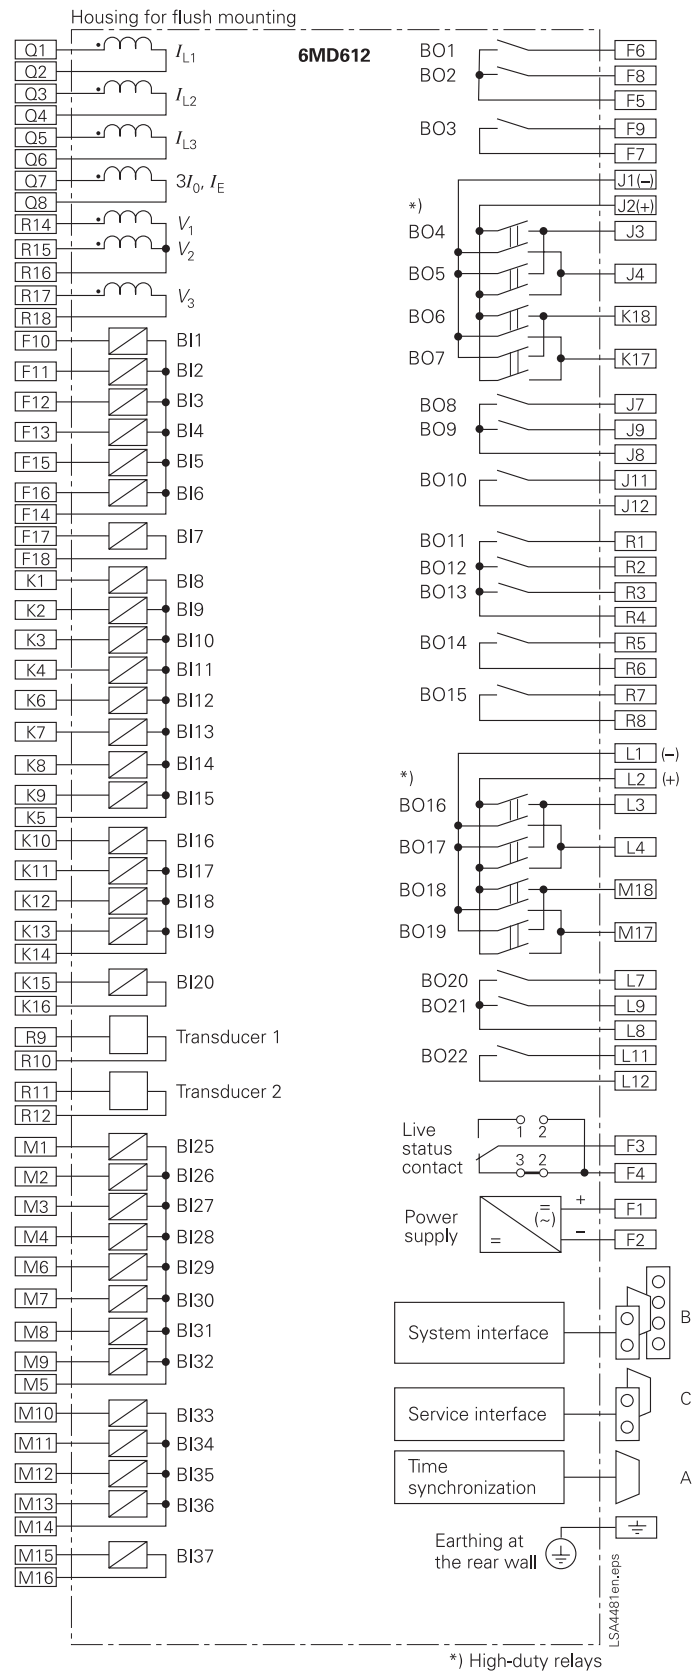 Housing for flush mounting
6MD612
Q1
Q2
I L1
Q3
Q4
I L2
Q5
Q6
I L3
Q7
Q8
3I0, IE
R14
V1
R15
V2
R16
R17
V3
R18
F10 BI1
F11 BI2
F12 BI3
F13 BI4
F15 BI5
F16 BI6
F14
F17 BI7
F18
K1 BI8
K2 BI9
K3 BI10
K4 BI11
K6 BI12
K7 BI13
K8 BI14
K9 BI15
K5
K10 BI16
K11 BI17
K12 BI18
K13 BI19
K14
K15 BI20
K16
R9 Transducer 1
R10
R11 Transducer 2
R12
M1 BI25
M2 BI26
M3 BI27
M4 BI28
M6 BI29
M7 BI30
M8 BI31
M9 BI32
M5
M10 BI33
M11 BI34
M12 BI35
M13 BI36
M14
M15 BI37
M16
BO1 F6
BO2 F8
F5
BO3 F9
F7
J1(–)
*) J2(+)
BO4 J3
BO5 J4
BO6 K18
BO7 K17
BO8 J7
BO9 J9
J8
BO10 J11
J12
BO11 R1
BO12 R2
BO13 R3
R4
BO14 R5
R6
BO15 R7
R8
L1 (–)
*) L2 (+)
BO16 L3
BO17 L4
BO18 M18
BO19 M17
BO20 L7
BO21 L9
L8
BO22 L11
L12
Live
status
contact
1 2
3 2
F3
F4
Power
supply
=
(~)
=
+ F1
– F2
System interface B
Service interface C
Time
synchronization
A
Earthing at
the rear wall
LSA4481en.eps
*) High-duty relays